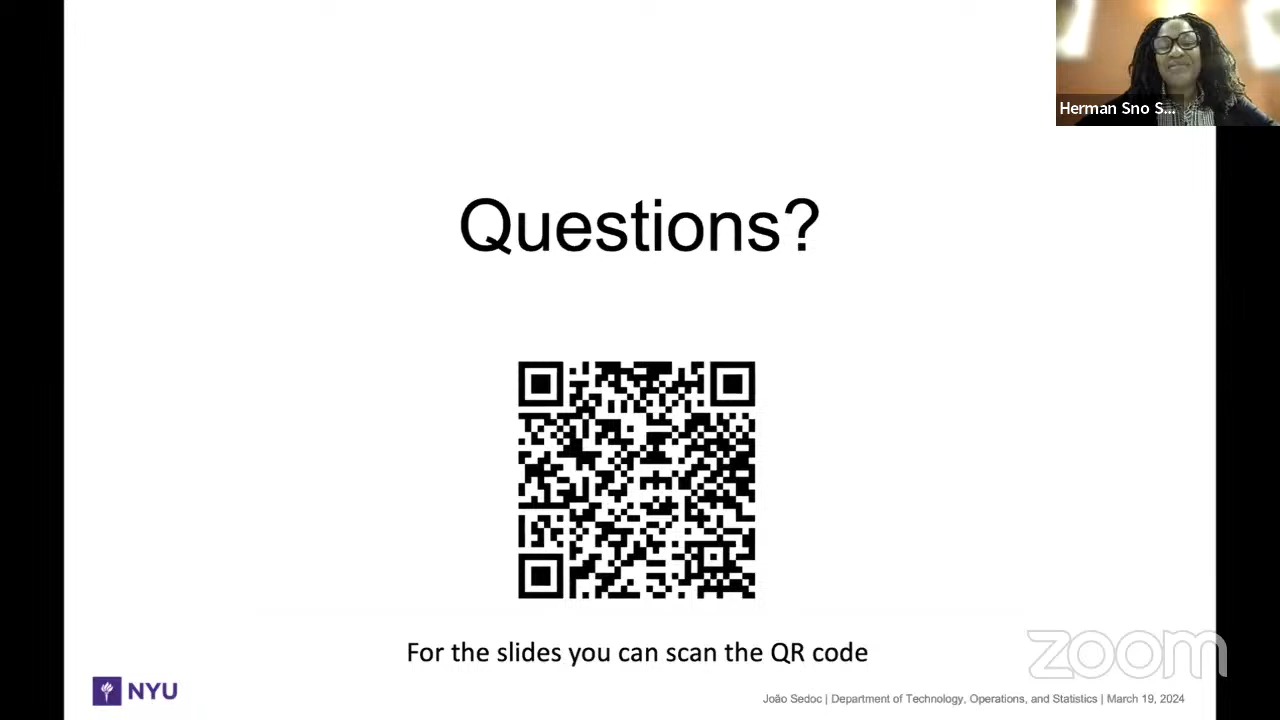 Herman Sno S...
Questions?
For the slides you can scan the QR code
zoom
NYU
João Sedoc | Department of Technology, Operations, and Statistics | March 19, 2024